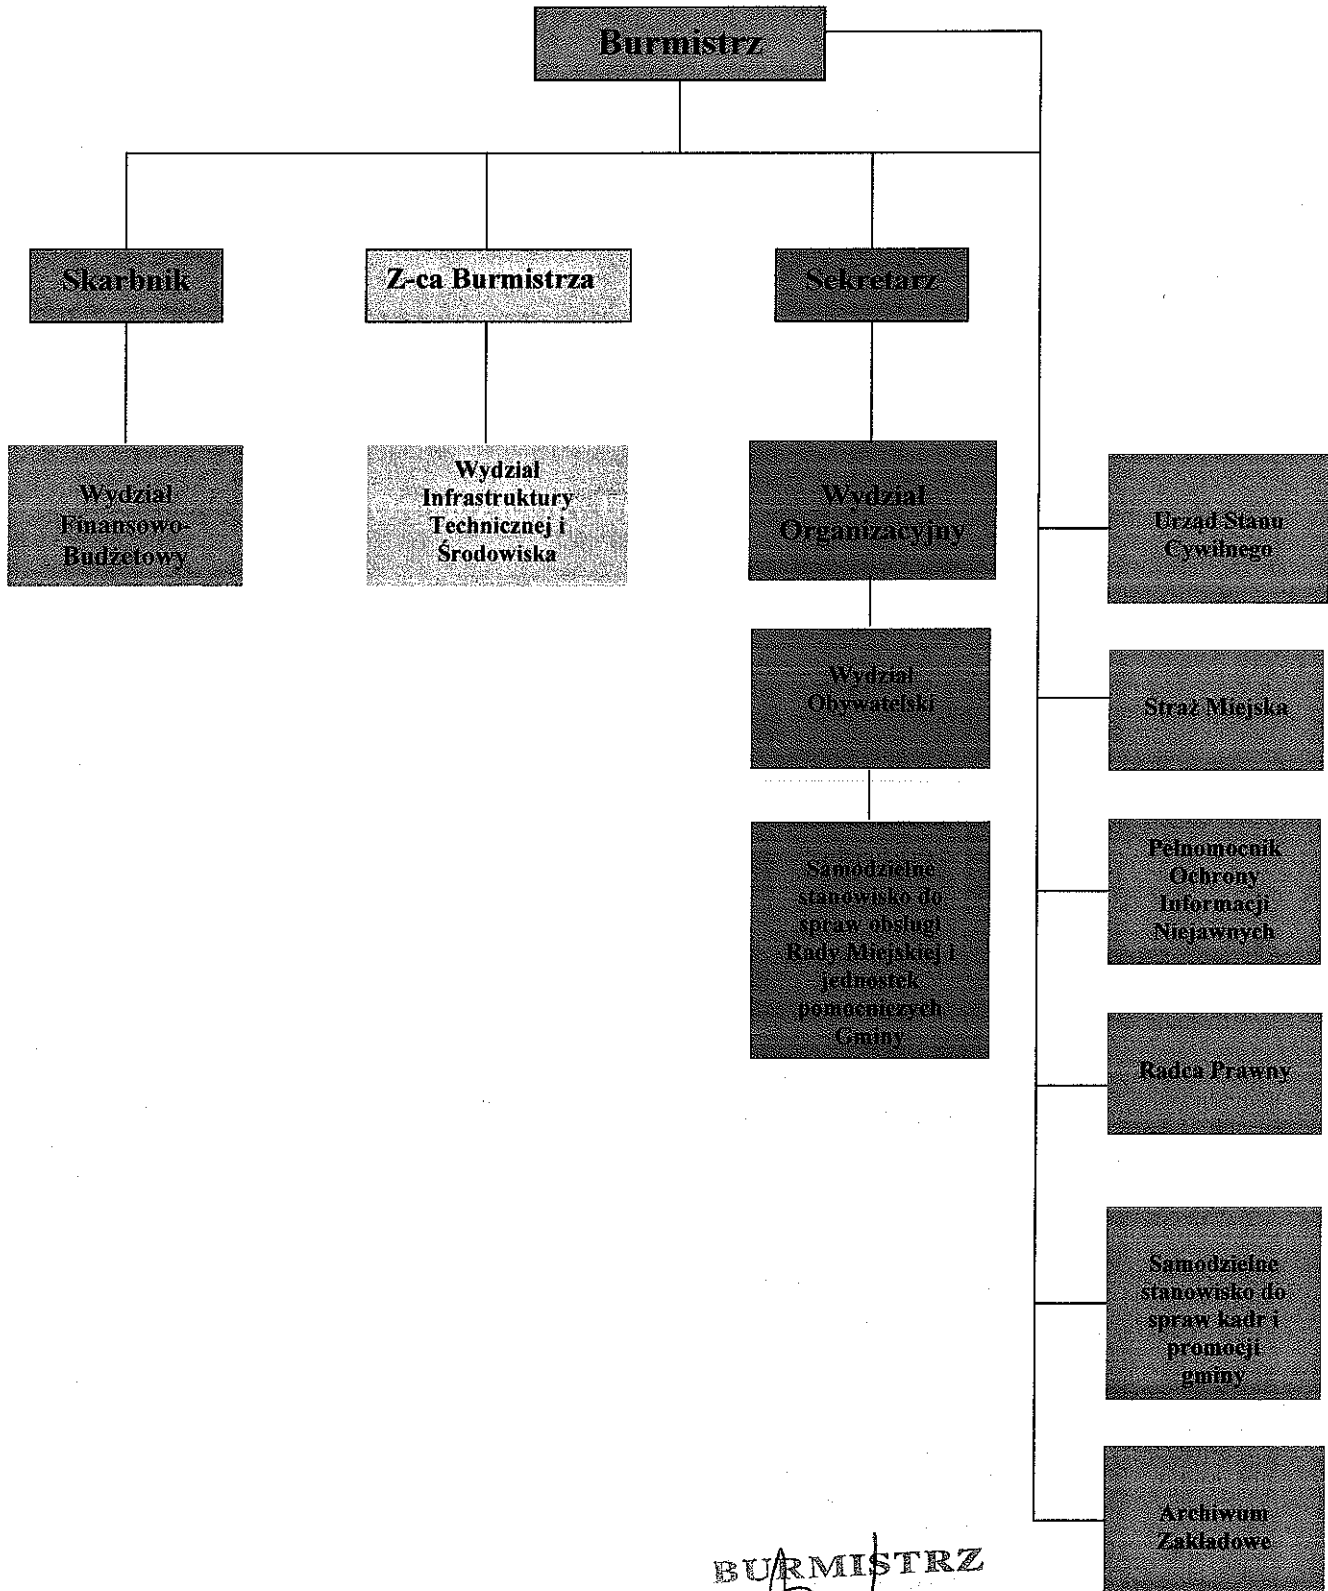 Burmistrz
Skarbnik
Z-ca Burmistrza
Sekretarz
Wydział
Finansowo-
Budżetowy
Wydział
Infrastruktury
Technicznej i
Środowiska
Wydział
Organizacyjny
Wydział
Obywatelski
Samodzielne
stanowisko do
spraw obsługi
Rady Miejskiej i
jednostek
pomocniczych
Gminy
Urząd Stanu
Cywilnego
Straż Miejska
Pełnomocnik
Ochrony
Informacji
Niejawnych
Radca Prawny
Samodzielne
stanowisko do
spraw kadr i
promocji
gminy
Archiwum
Zakładowe
BURMISTRZ